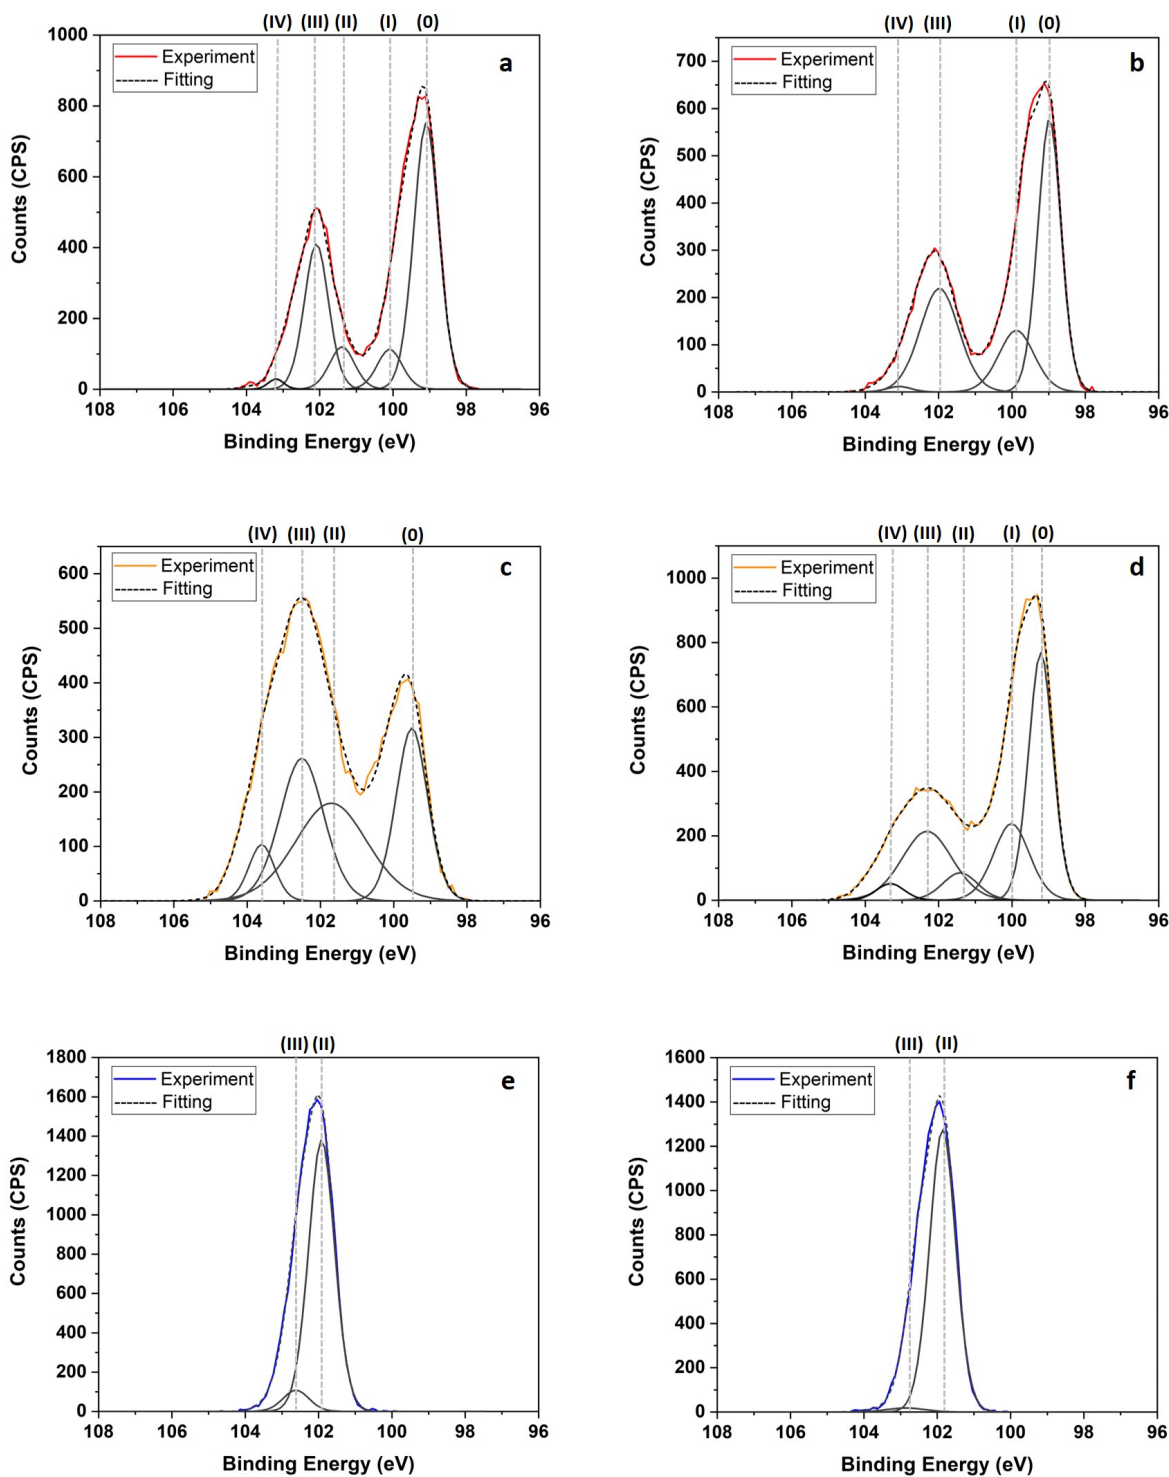 (IV) (III) (II) (I) (0)
a
Experiment
Fitting
1000
800
600
400
200
0
108 106 104 102 100 98 96
Counts (CPS)
Binding Energy (eV)
(IV) (III) (I) (0)
b
Experiment
Fitting
700
600
500
400
300
200
100
0
108 106 104 102 100 98 96
Counts (CPS)
Binding Energy (eV)
(IV) (III) (II) (0)
c
Experiment
Fitting
600
500
400
300
200
100
0
108 106 104 102 100 98 96
Counts (CPS)
Binding Energy (eV)
(IV) (III) (II) (I) (0)
d
Experiment
Fitting
1000
800
600
400
200
0
108 106 104 102 100 98 96
Counts (CPS)
Binding Energy (eV)
(III) (II)
e
Experiment
Fitting
1800
1600
1400
1200
1000
800
600
400
200
0
108 106 104 102 100 98 96
Counts (CPS)
Binding Energy (eV)
(III) (II)
f
Experiment
Fitting
1600
1400
1200
1000
800
600
400
200
0
108 106 104 102 100 98 96
Counts (CPS)
Binding Energy (eV)